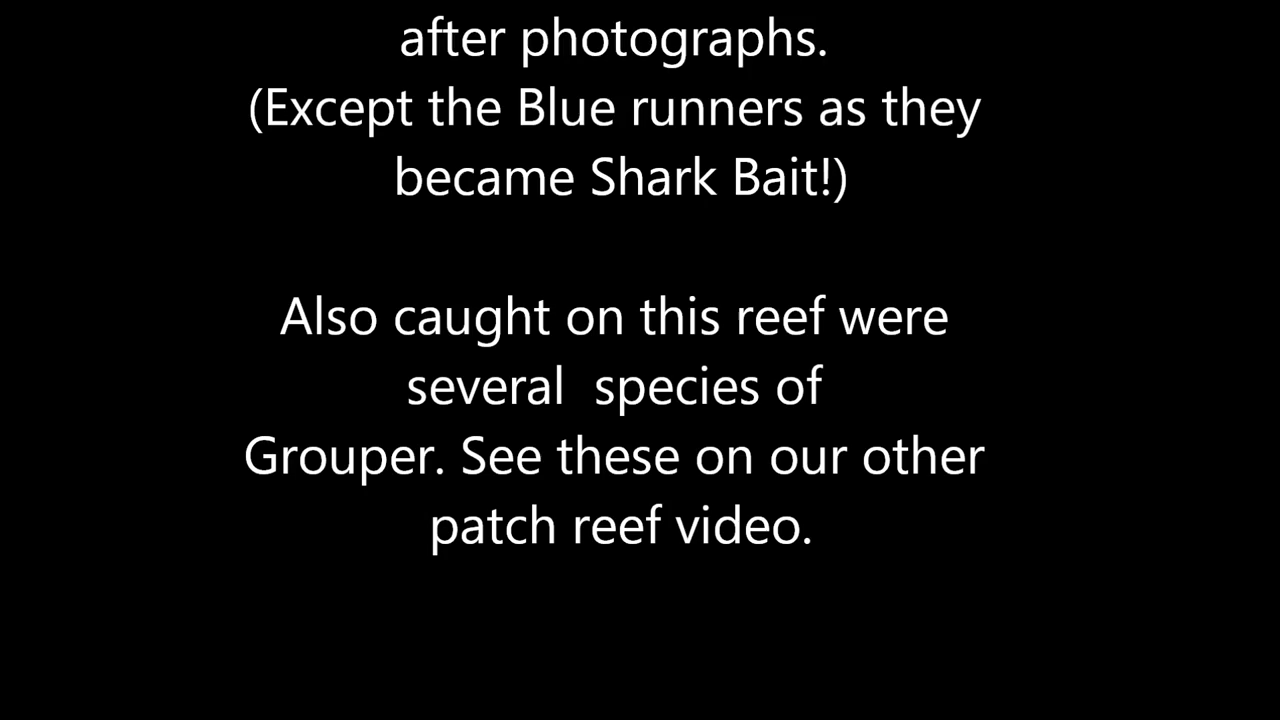 after photographs.
(Except the Blue runners as they
became Shark Bait!)
Also caught on this reef were
several  species of
Grouper. See these on our other
patch reef video.